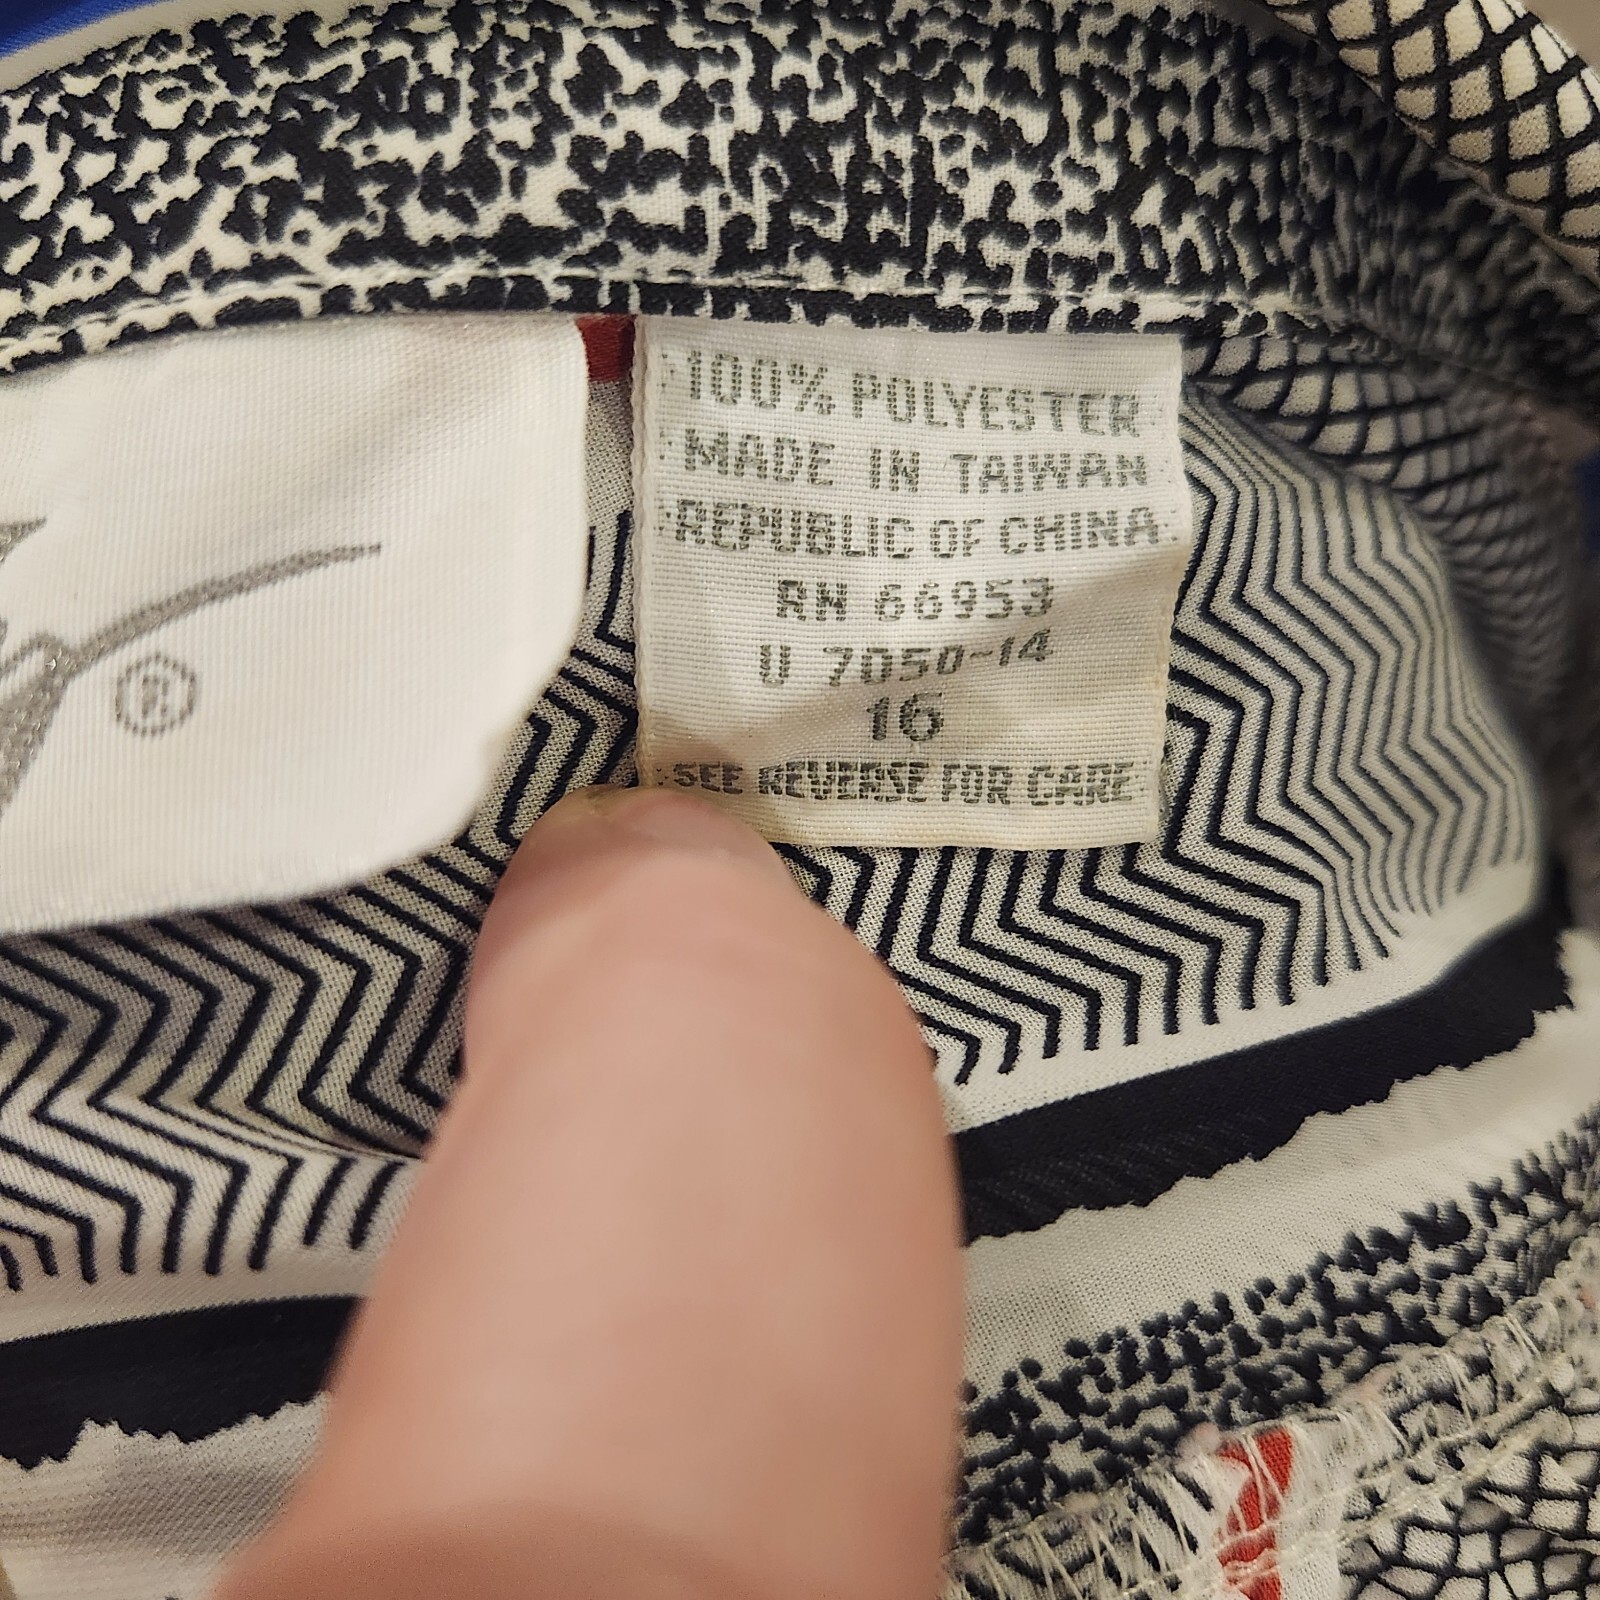 100% POLYESTER
MADE IN TAIWAN
REPUBLIC OF CHINA
RN 66953
U 7050-14
16
SEE REVERSE FOR CARE
®